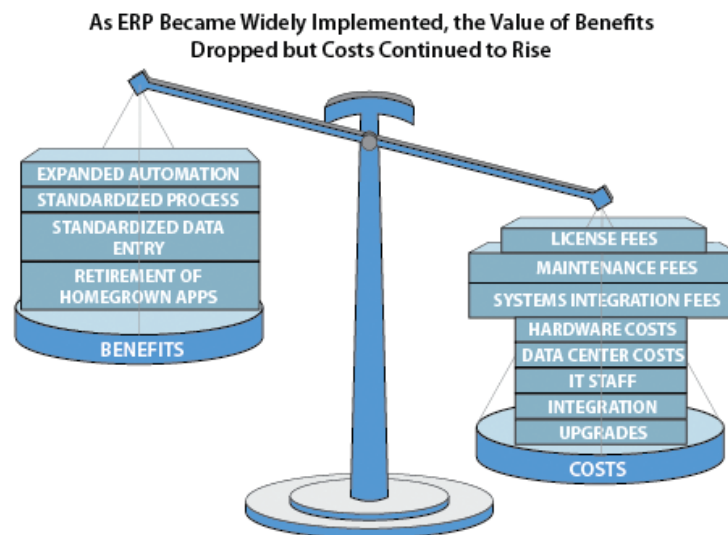 As ERP Became Widely Implemented, the Value of Benefits
Dropped but Costs Continued to Rise
EXPANDED AUTOMATION
STANDARDIZED PROCESS
STANDARDIZED DATA
ENTRY
RETIREMENT OF
HOMEGROWN APPS
BENEFITS
LICENSE FEES
MAINTENANCE FEES
SYSTEMS INTEGRATION FEES
HARDWARE COSTS
DATA CENTER COSTS
IT STAFF
INTEGRATION
UPGRADES
COSTS